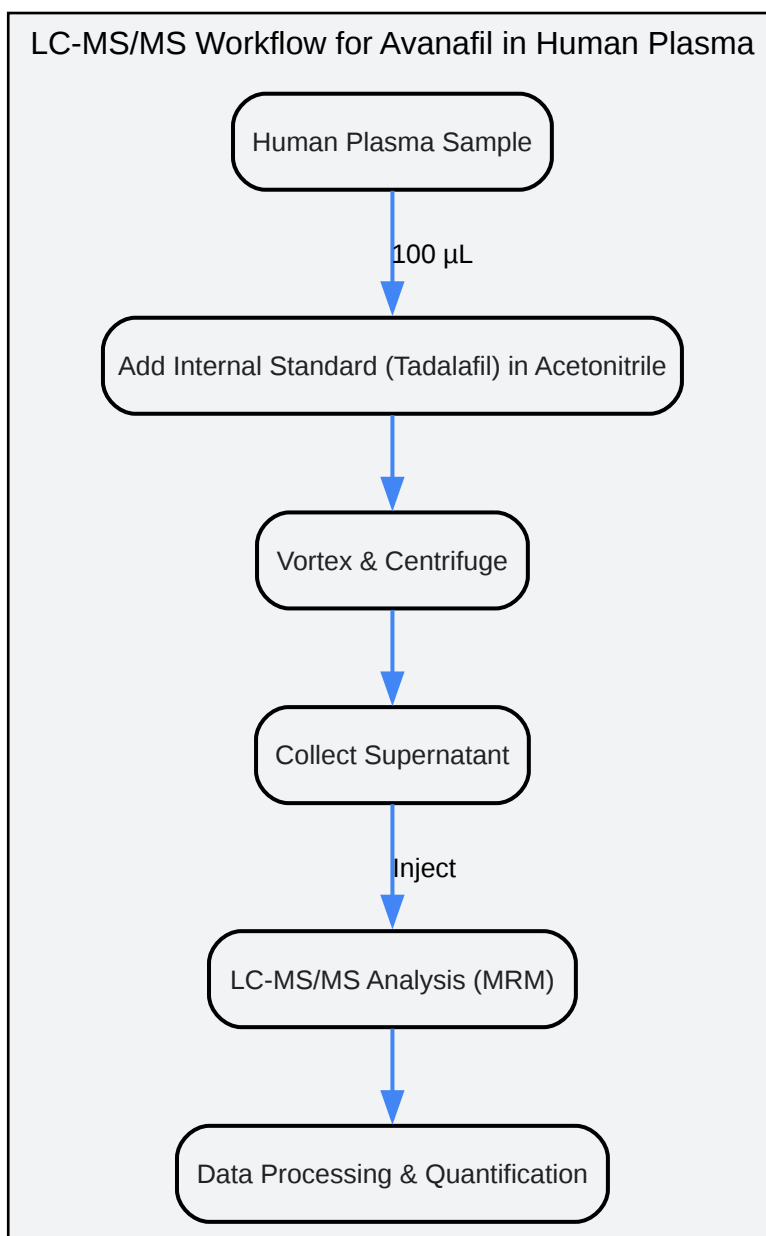 LC-MS/MS Workflow for Avanafil in Human Plasma
Human Plasma Sample
100 µL
Add Internal Standard (Tadalafil) in Acetonitrile
Vortex & Centrifuge
Collect Supernatant
Inject
LC-MS/MS Analysis (MRM)
Data Processing & Quantification